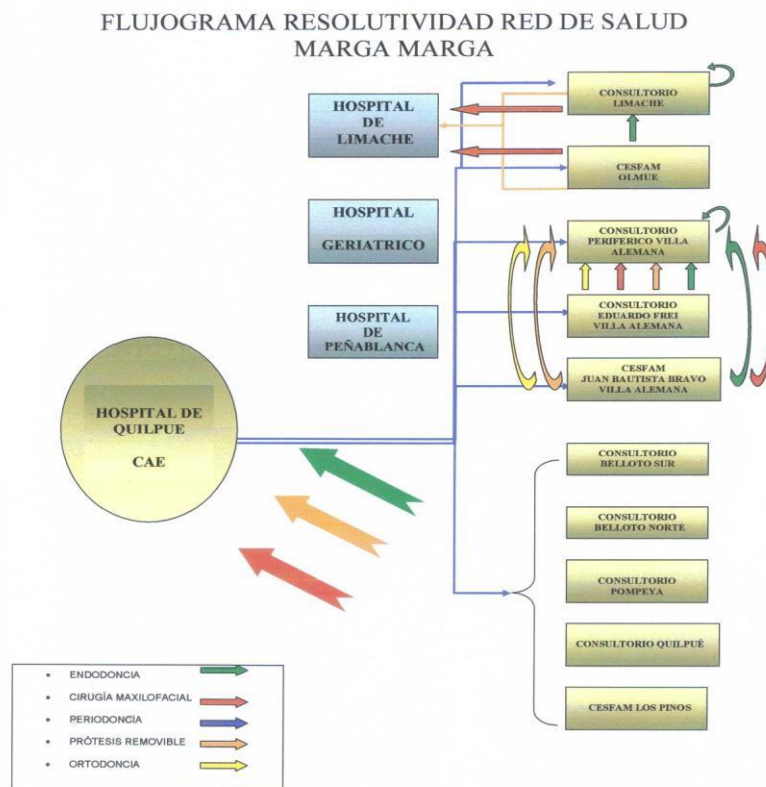 FLUJOGRAMA RESOLUTIVIDAD RED DE SALUD
MARGA MARGA
HOSPITAL
DE
LIMACHE
CONSULTORIO
LIMACHE
CESFAM
OLMUE
HOSPITAL
GERIATRICO
CONSULTORIO
PERIFERICO VILLA
ALEMANA
HOSPITAL
DE
PEÑABLANCA
CONSULTORIO
EDUARDO FREI
VILLA ALEMANA
CESFAM
JUAN BAUTISTA BRAVO
VILLA ALEMANA
HOSPITAL DE
QUILPUE
CAE
CONSULTORIO
BELLOTO SUR
CONSULTORIO
BELLOTO NORTE
CONSULTORIO
POMPEYA
CONSULTORIO QUILPUÈ
CESFAM LOS PINOS
• ENDODONCIA
• CIRUGÍA MAXILOFACIAL
• PERIODONCÍA
• PRÓTESIS REMOVIBLE
• ORTODONCIA